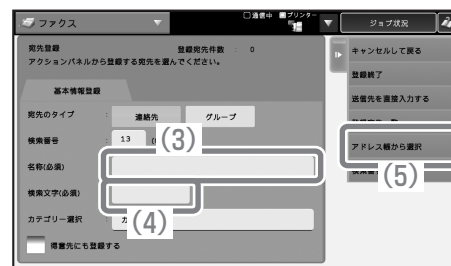 ファクス
通信中
プリンター
ジョブ状況
宛先登録 登録宛先件数 : 0
アクションパネルから登録する宛先を選んでください。
基本情報登録
宛先のタイプ : 連絡先 グループ
検索番号 : 13
(3)
名称(必須)
検索文字(必須)
(4)
カテゴリー選択 :
得意先にも登録する
キャンセルして戻る
登録終了
送信先を直接入力する
アドレス帳から選択
(5)